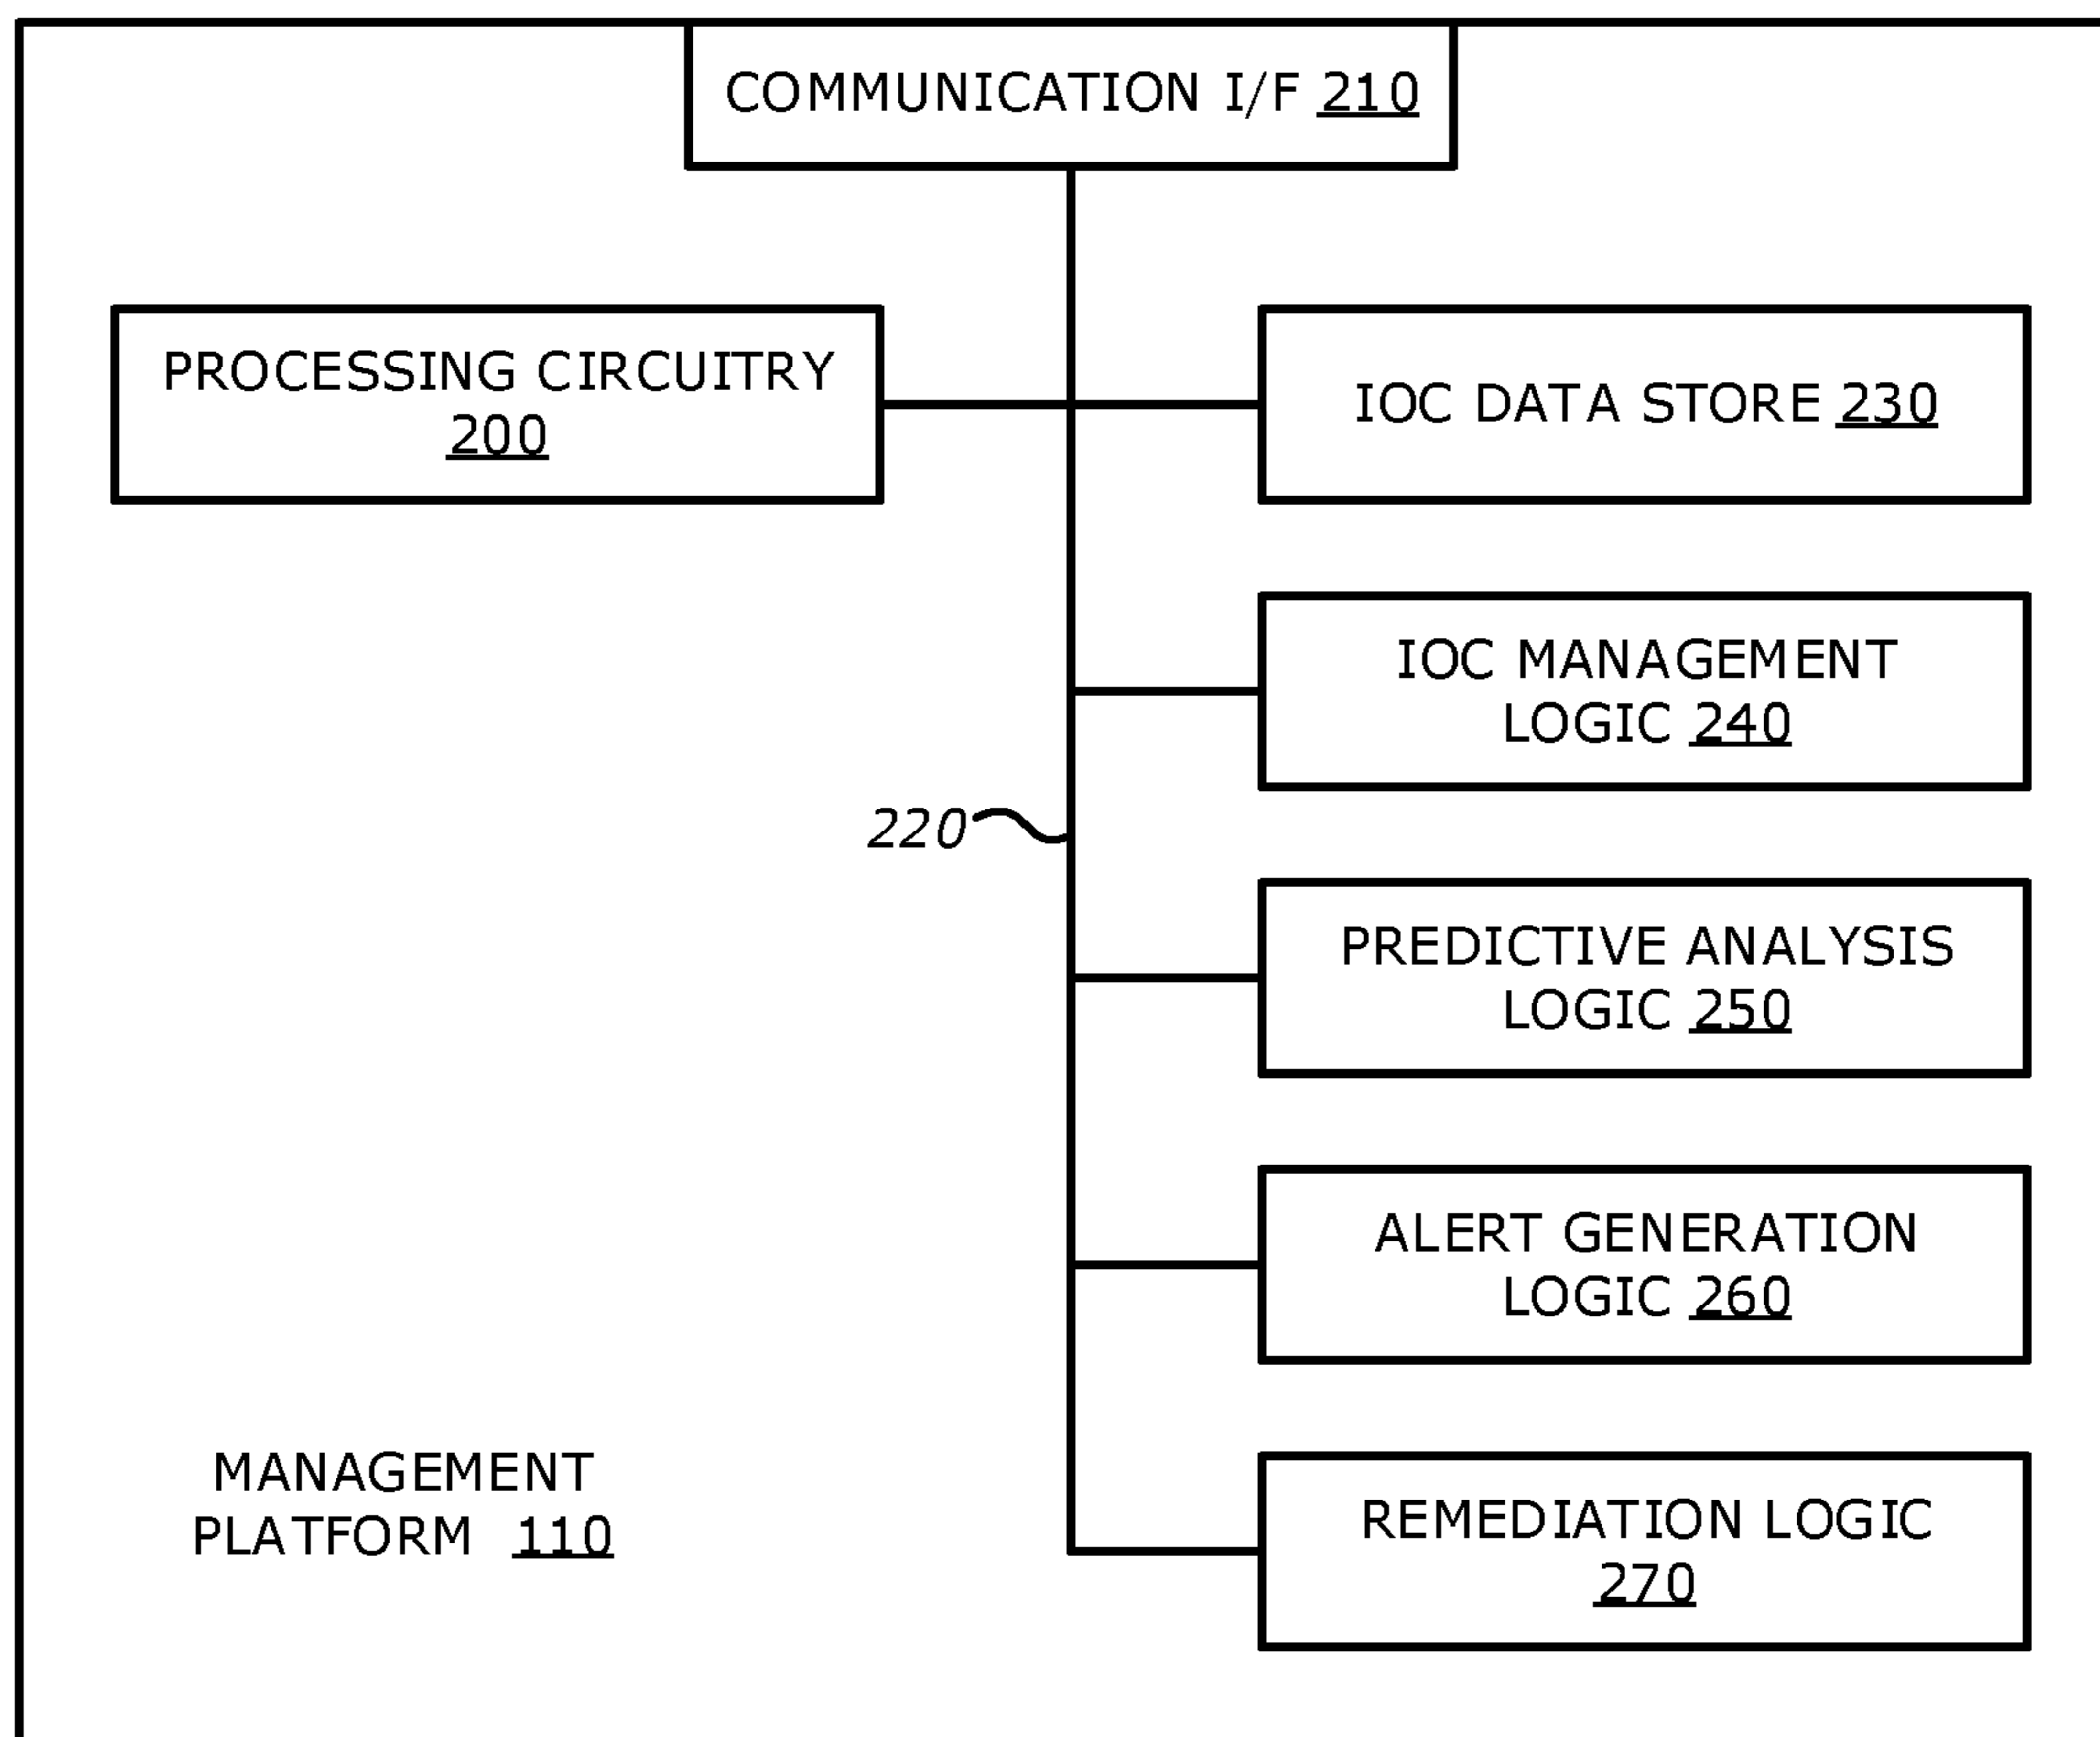 COMMUNICATION I/F 210
PROCESSING CIRCUITRY
200
IOC DATA STORE 230
IOC MANAGEMENT
LOGIC 240
220
PREDICTIVE ANALYSIS
LOGIC 250
ALERT GENERATION
LOGIC 260
MANAGEMENT
PLATFORM 110
REMEDIATION LOGIC
270